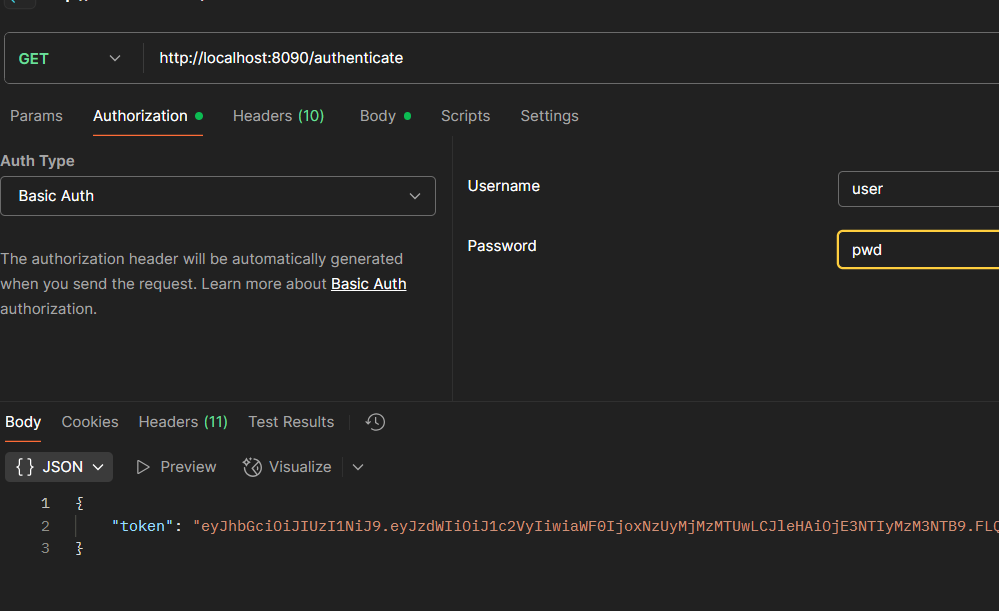 GET http://localhost:8090/authenticate
Params Authorization Headers (10) Body Scripts Settings
Auth Type
Basic Auth
The authorization header will be automatically generated
when you send the request. Learn more about Basic Auth
authorization.
Username user
Password pwd
Body Cookies Headers (11) Test Results
{} JSON Preview Visualize
1 {
2 "token": "eyJhbGciOiJIUzI1NiJ9.eyJzdWIiOiJ1c2VyIiwiaWF0IjoxNzUyMjMzMTUwLCJleHAiOjE3NTIyMzM3NTB9.FLQ
3 }